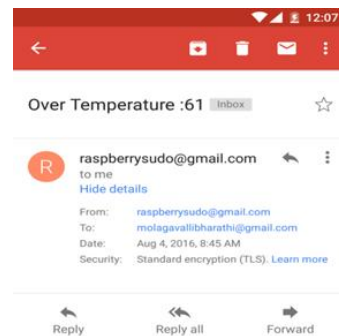 12:07
Over Temperature :61 Inbox
R
raspberrysudo@gmail.com
to me
Hide details
From: raspberrysudo@gmail.com
To: molagavallibharathi@gmail.com
Date: Aug 4, 2016, 8:45 AM
Security: Standard encryption (TLS). Learn more
Reply Reply all Forward